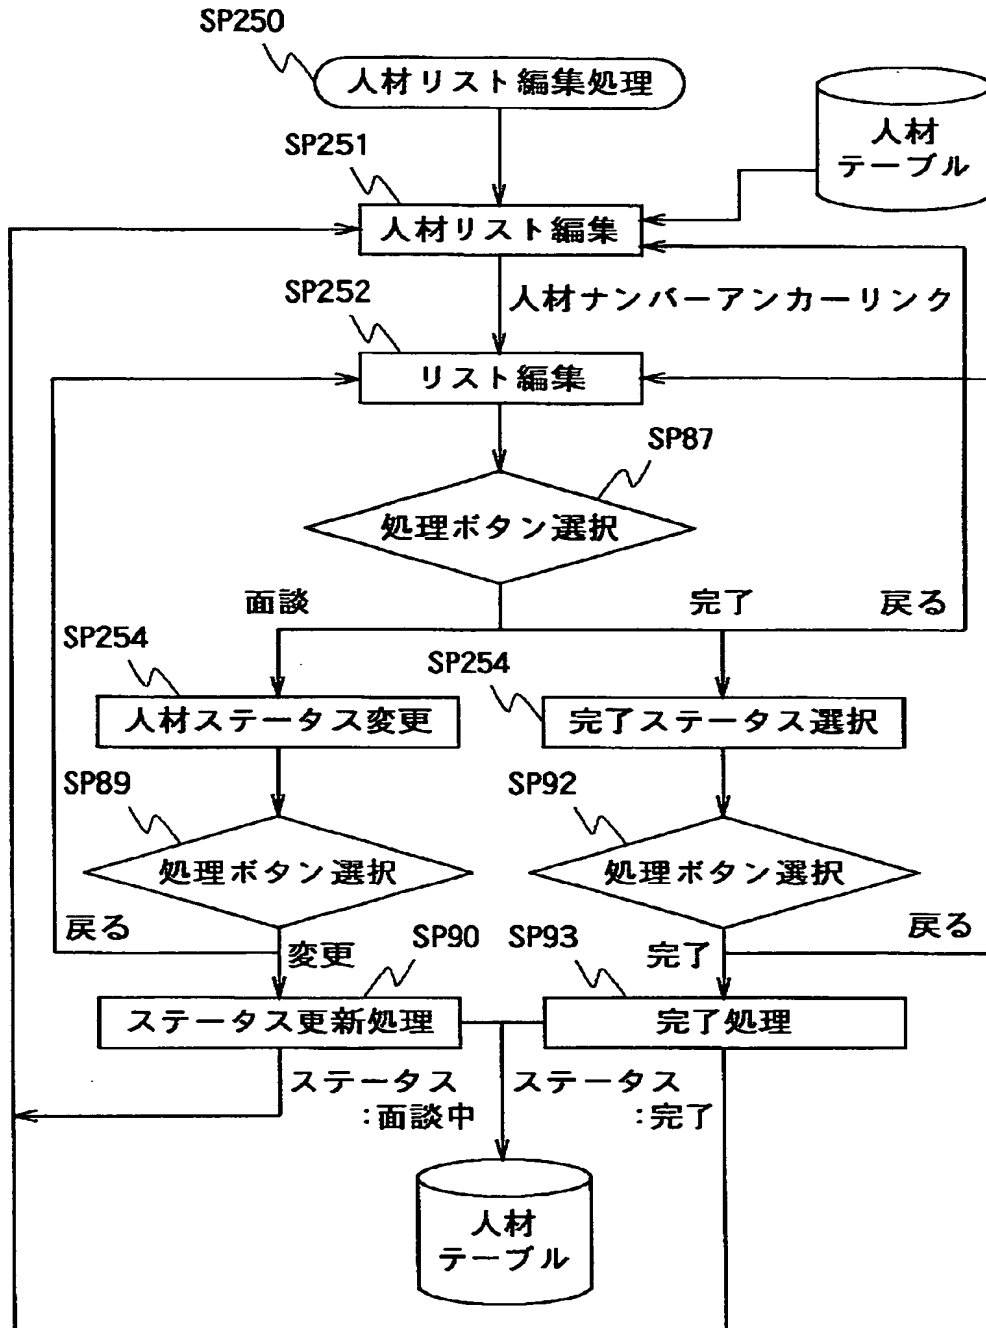 SP250
人材リスト編集処理
人材
テーブル
SP251
人材リスト編集
人材ナンバーアンカーリンク
SP252
リスト編集
SP87
処理ボタン選択
面談
完了
戻る
SP254
人材ステータス変更
SP254
完了ステータス選択
SP89
処理ボタン選択
SP92
処理ボタン選択
戻る
変更
SP90
SP93
完了
戻る
ステータス更新処理
完了処理
ステータス
:面談中
ステータス
:完了
人材
テーブル